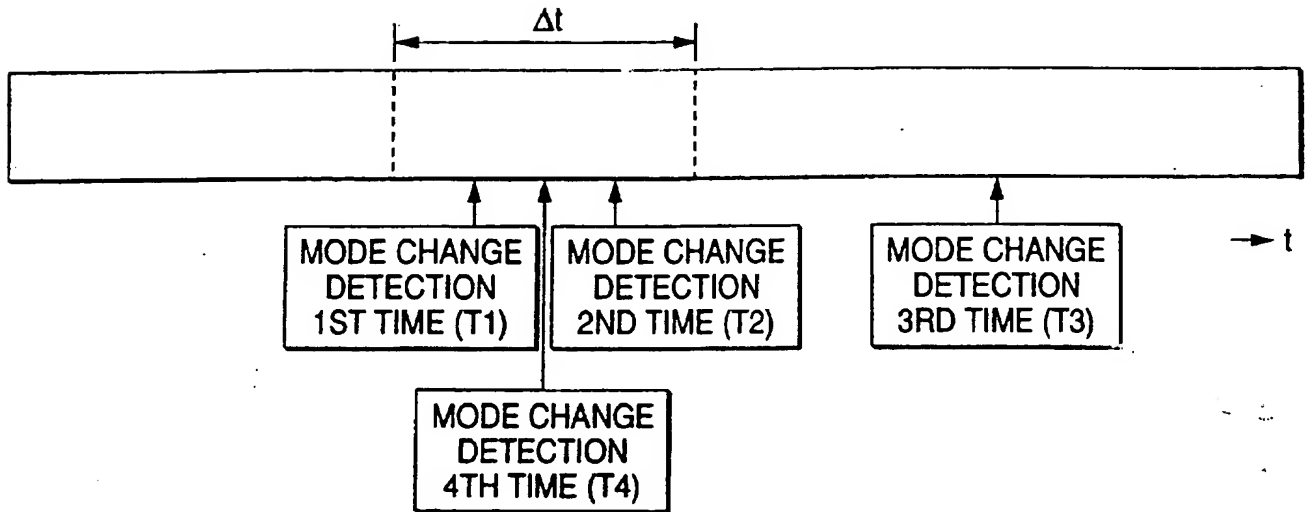 Δt
MODE CHANGE
DETECTION
1ST TIME (T1)
MODE CHANGE
DETECTION
2ND TIME (T2)
MODE CHANGE
DETECTION
3RD TIME (T3)
t
MODE CHANGE
DETECTION
4TH TIME (T4)